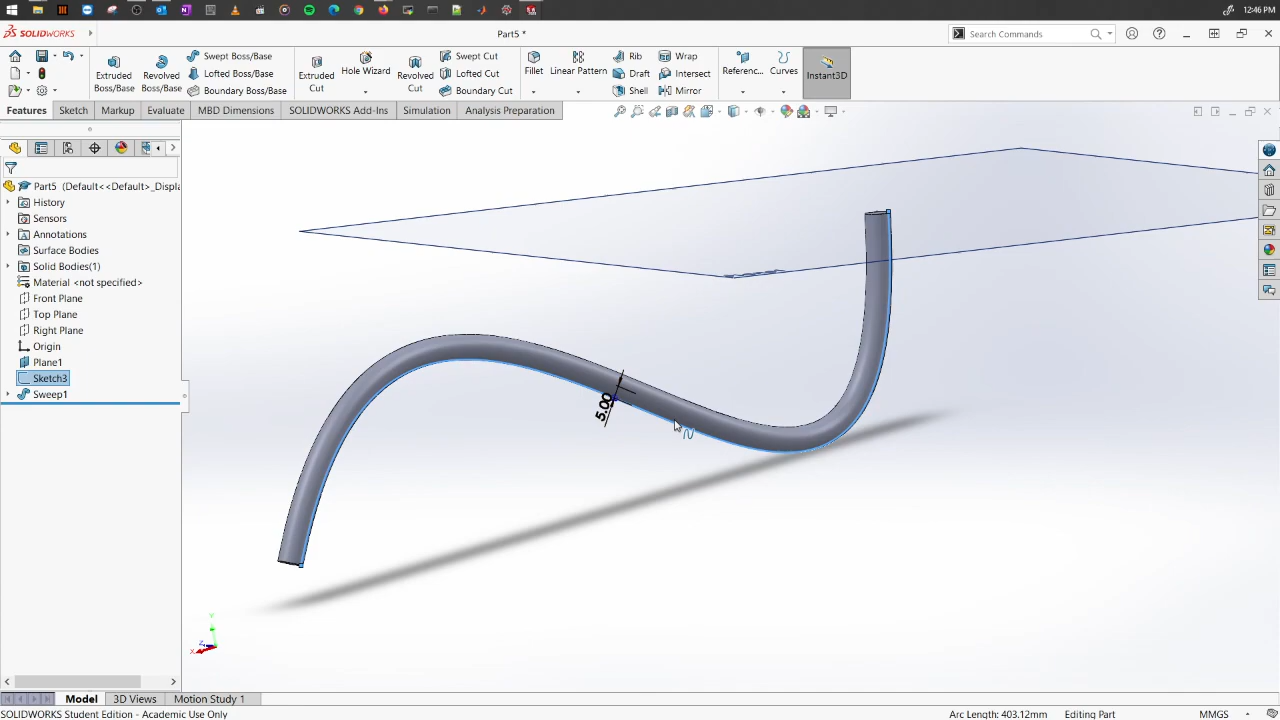 12:46 PM
SOLIDWORKS
Part5 *
Search Commands
Extruded Boss/Base
Revolved Boss/Base
Swept Boss/Base
Lofted Boss/Base
Boundary Boss/Base
Extruded Cut
Hole Wizard
Revolved Cut
Swept Cut
Lofted Cut
Boundary Cut
Fillet
Linear Pattern
Rib
Draft
Shell
Wrap
Intersect
Mirror
Referenc...
Curves
Instant3D
Features
Sketch
Markup
Evaluate
MBD Dimensions
SOLIDWORKS Add-Ins
Simulation
Analysis Preparation
Part5 (Default<<Default>_Displa
History
Sensors
Annotations
Surface Bodies
Solid Bodies(1)
Material <not specified>
Front Plane
Top Plane
Right Plane
Origin
Plane1
Sketch3
Sweep1
5.00
Y
Z
X
Model
3D Views
Motion Study 1
SOLIDWORKS Student Edition - Academic Use Only
Arc Length: 403.12mm
Editing Part
MMGS